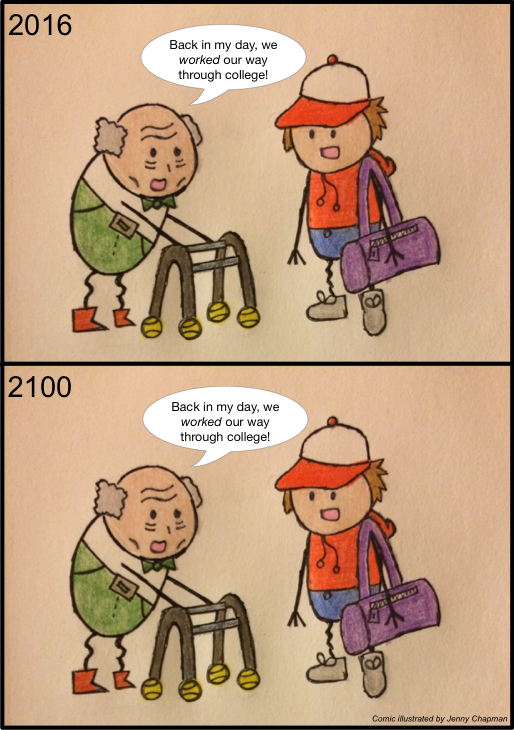 2016
Back in my day, we
worked our way
through college!
2100
Back in my day, we
worked our way
through college!
Comic illustrated by Jenny Chapman